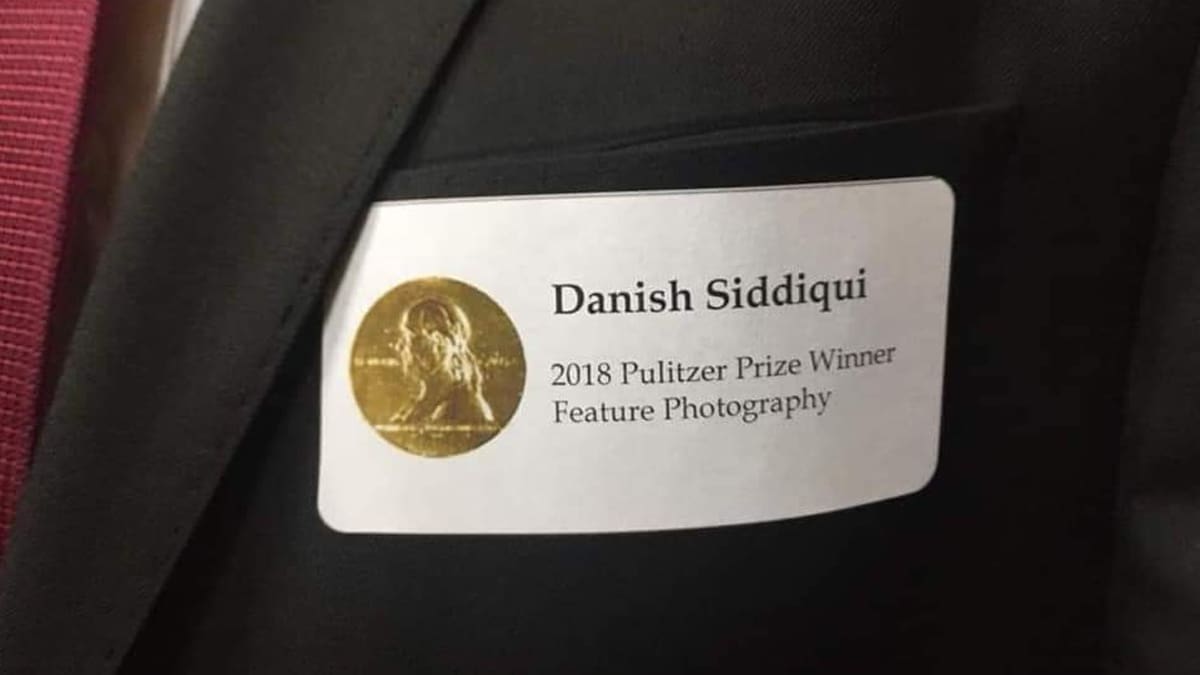 Danish Siddiqui
2018 Pulitzer Prize Winner
Feature Photography